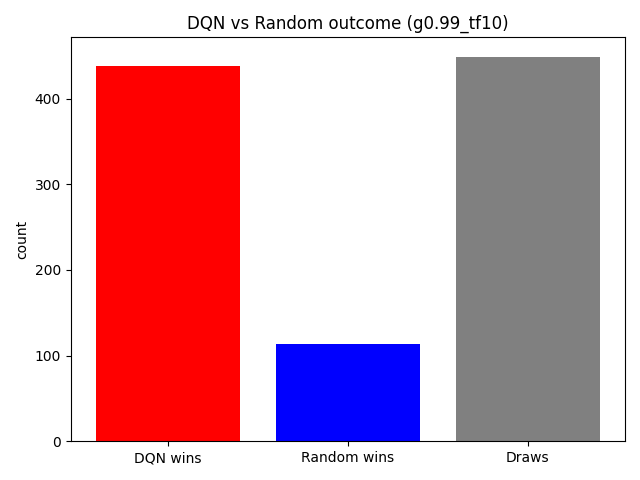 DQN vs Random outcome (g0.99_tf10)
400
300
200
100
0
count
DQN wins
Random wins
Draws